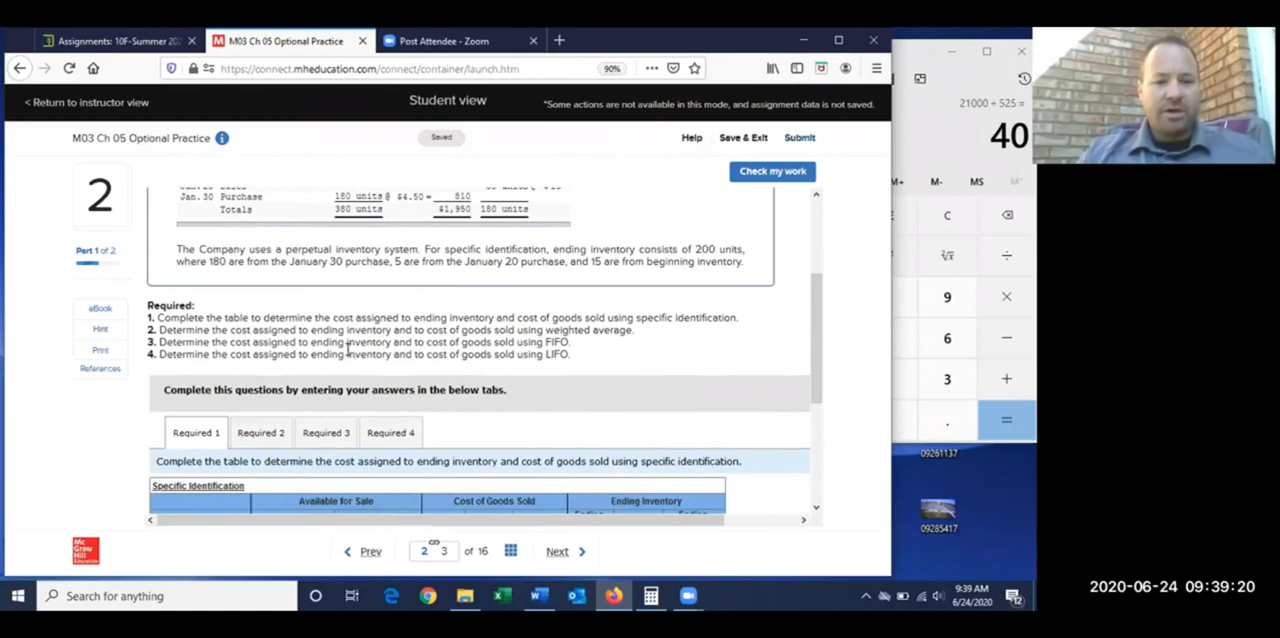 Assignments: 10F-Summer 202
M03 Ch 05 Optional Practice
Post Attendee - Zoom
https://connect.mheducation.com/connect/container/launch.htm
90%
< Return to instructor view
Student view
*Some actions are not available in this mode, and assignment data is not saved.
M03 Ch 05 Optional Practice
Saved
Help
Save & Exit
Submit
Check my work
2
Part 1 of 2
eBook
Hint
Print
References
Jan. 30 Purchase 180 units @ $4.50 = 810
Totals 380 units $1,950 180 units
The Company uses a perpetual inventory system. For specific identification, ending inventory consists of 200 units,
where 180 are from the January 30 purchase, 5 are from the January 20 purchase, and 15 are from beginning inventory.
Required:
1. Complete the table to determine the cost assigned to ending inventory and cost of goods sold using specific identification.
2. Determine the cost assigned to ending inventory and to cost of goods sold using weighted average.
3. Determine the cost assigned to ending inventory and to cost of goods sold using FIFO.
4. Determine the cost assigned to ending inventory and to cost of goods sold using LIFO.
Complete this questions by entering your answers in the below tabs.
Required 1 Required 2 Required 3 Required 4
Complete the table to determine the cost assigned to ending inventory and cost of goods sold using specific identification.
Specific Identification
Available for Sale Cost of Goods Sold Ending Inventory
Ending Ending
Mc
Graw
Hill
Education
Prev
2 3 of 16
Next
21000 ÷ 525 =
40
M+ M- MS
C
÷
9 ×
6 −
3 +
. =
09261137
09285417
Search for anything
9:39 AM
6/24/2020
12
2020-06-24 09:39:20